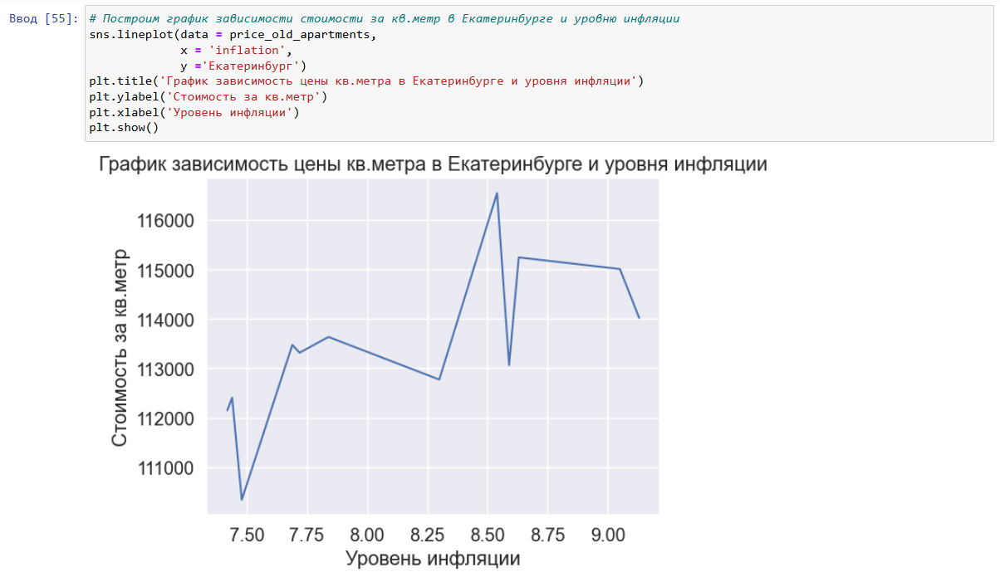 Ввод [55]: # Построим график зависимости стоимости за кв.метр в Екатеринбурге и уровню инфляции
sns.lineplot(data = price_old_apartments,
x = 'inflation',
y ='Екатеринбург')
plt.title('График зависимость цены кв.метра в Екатеринбурге и уровня инфляции')
plt.ylabel('Стоимость за кв.метр')
plt.xlabel('Уровень инфляции')
plt.show()
График зависимость цены кв.метра в Екатеринбурге и уровня инфляции
Стоимость за кв.метр
116000
115000
114000
113000
112000
111000
7.50 7.75 8.00 8.25 8.50 8.75 9.00
Уровень инфляции